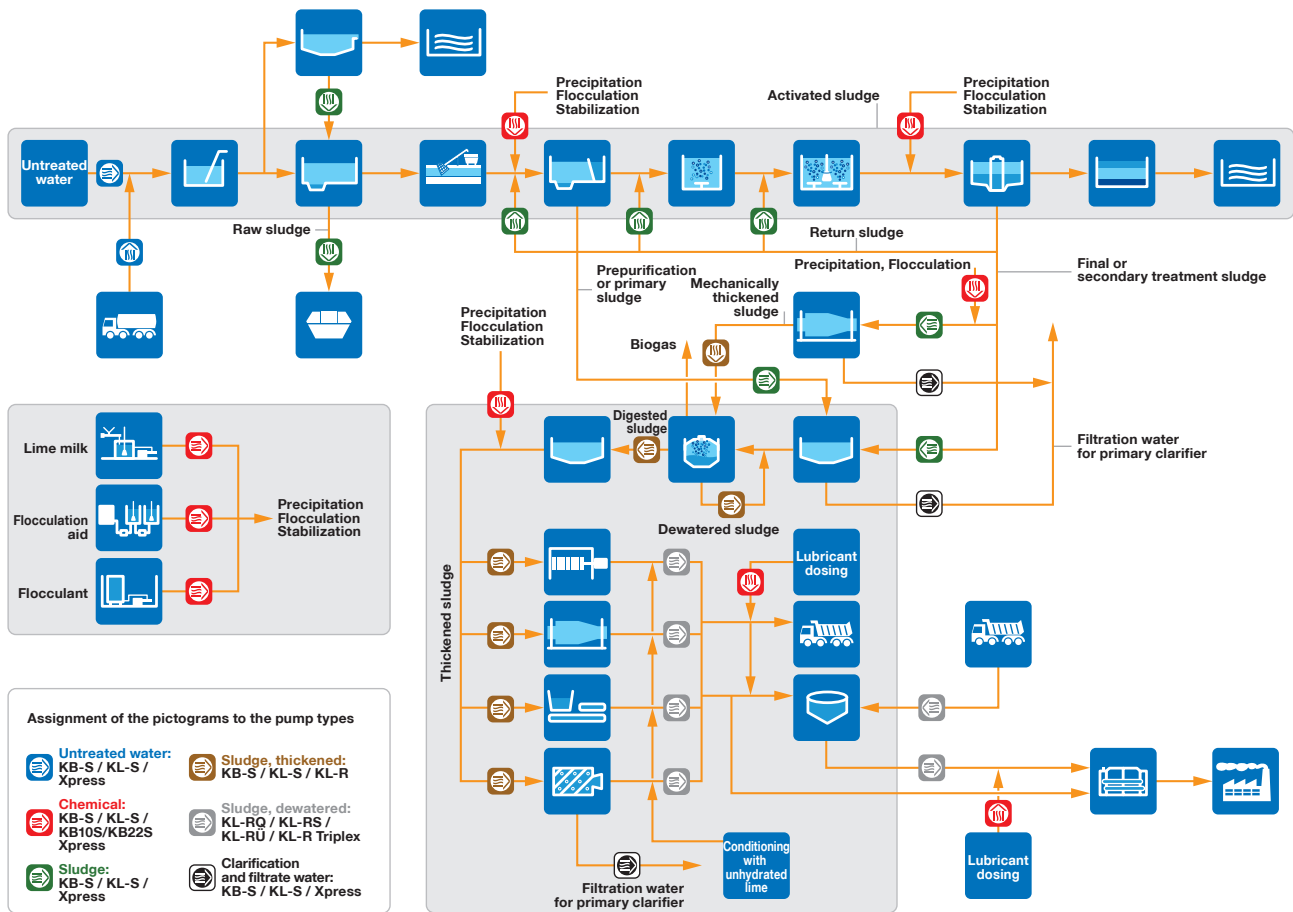 Precipitation
Flocculation
Stabilization
Activated sludge
Precipitation
Flocculation
Stabilization
Untreated
water
Raw sludge
Return sludge
Prepurification
or primary
sludge
Mechanically
thickened
sludge
Precipitation, Flocculation
Final or
secondary treatment sludge
Precipitation
Flocculation
Stabilization
Biogas
Digested
sludge
Filtration water
for primary clarifier
Lime milk
Flocculation
aid
Flocculant
Precipitation
Flocculation
Stabilization
Dewatered sludge
Thickened sludge
Lubricant
dosing
Conditioning
with
unhydrated
lime
Filtration water
for primary clarifier
Lubricant
dosing
Assignment of the pictograms to the pump types
Untreated water:
KB-S / KL-S /
Xpress
Chemical:
KB-S / KL-S /
KB10S/KB22S
Xpress
Sludge:
KB-S / KL-S /
Xpress
Sludge, thickened:
KB-S / KL-S / KL-R
Sludge, dewatered:
KL-RQ / KL-RS /
KL-RÜ / KL-R Triplex
Clarification
and filtrate water:
KB-S / KL-S / Xpress